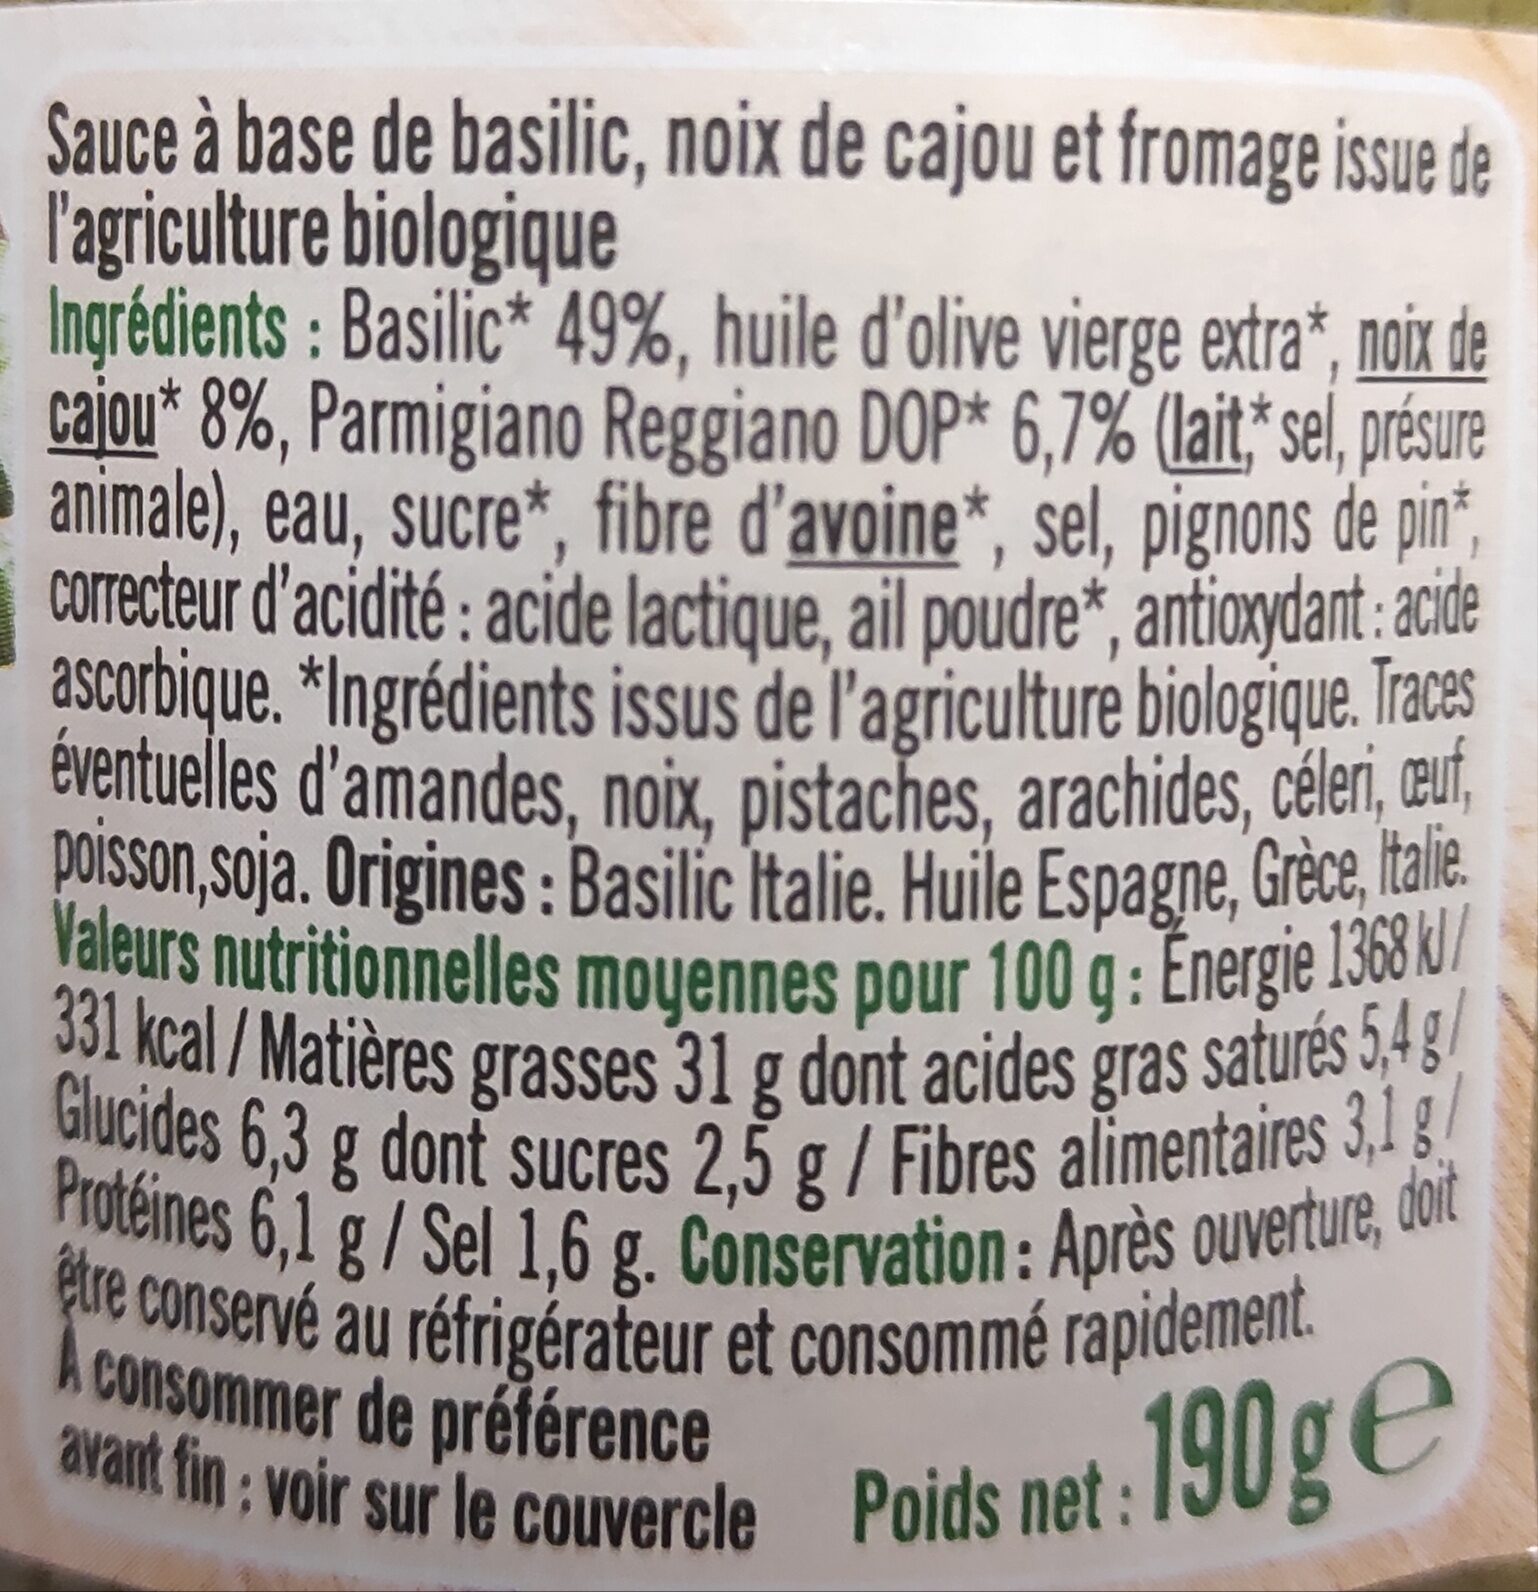 Sauce à base de basilic, noix de cajou et fromage issue de
l'agriculture biologique
Ingrédients : Basilic* 49%, huile d'olive vierge extra*, noix de
cajou* 8%, Parmigiano Reggiano DOP* 6,7% (lait,* sel, présure
animale), eau, sucre*, fibre d'avoine*, sel, pignons de pin*,
correcteur d'acidité : acide lactique, ail poudre*, antioxydant : acide
ascorbique. *Ingrédients issus de l'agriculture biologique. Traces
éventuelles d'amandes, noix, pistaches, arachides, céleri, œuf,
poisson,soja. Origines : Basilic Italie. Huile Espagne, Grèce, Italie.
Valeurs nutritionnelles moyennes pour 100 g : Énergie 1368 kJ/
331 kcal / Matières grasses 31 g dont acides gras saturés 5,4 g/
Glucides 6,3 g dont sucres 2,5 g / Fibres alimentaires 3,1 g/
Protéines 6,1 g / Sel 1,6 g. Conservation : Après ouverture, doit
être conservé au réfrigérateur et consommé rapidement.
À consommer de préférence
avant fin : voir sur le couvercle
Poids net : 190 g e